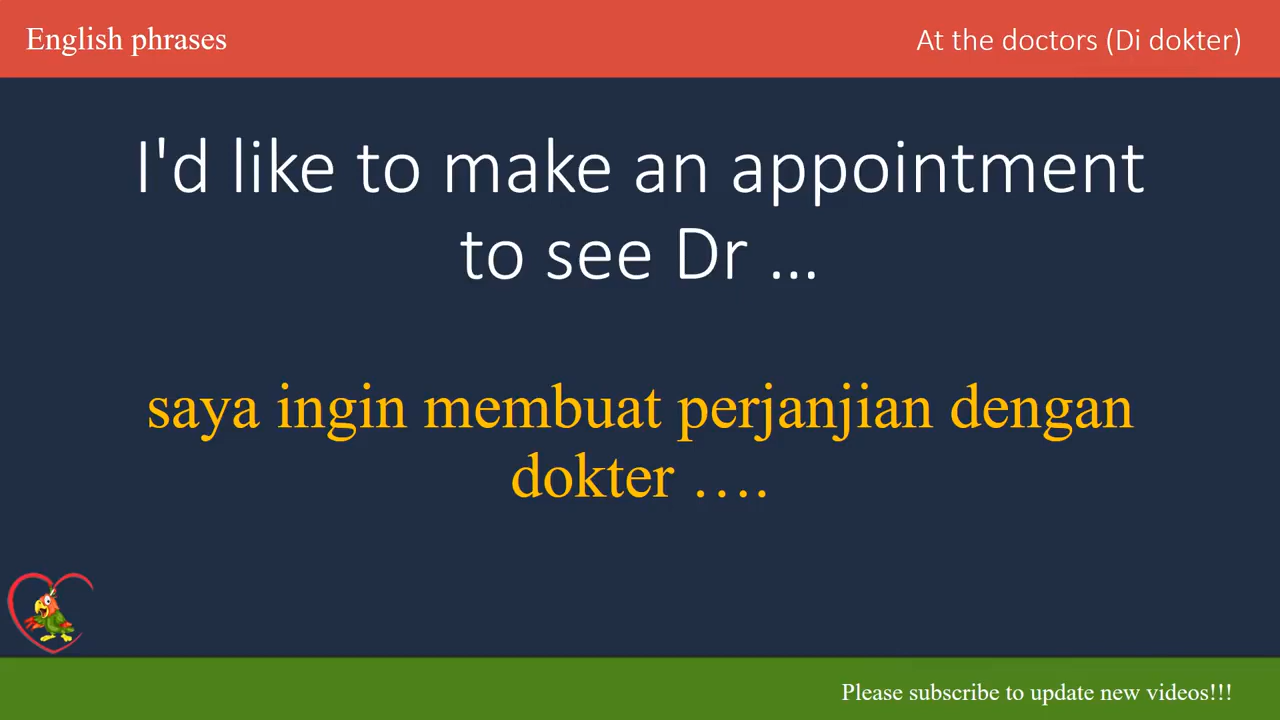 English phrases
At the doctors (Di dokter)
I'd like to make an appointment
to see Dr ...
saya ingin membuat perjanjian dengan
dokter ….
Please subscribe to update new videos!!!